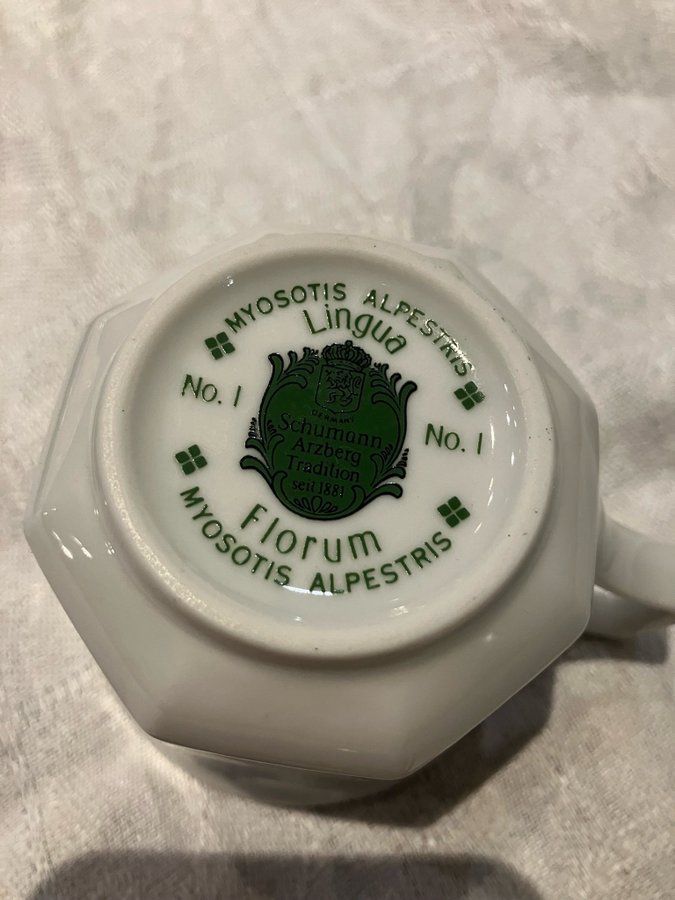 MYOSOTIS ALPESTRIS
Lingua
No. 1
No. 1
GERMANY
Schumann
Arzberg
Tradition
seit 1881
Florum
MYOSOTIS ALPESTRIS